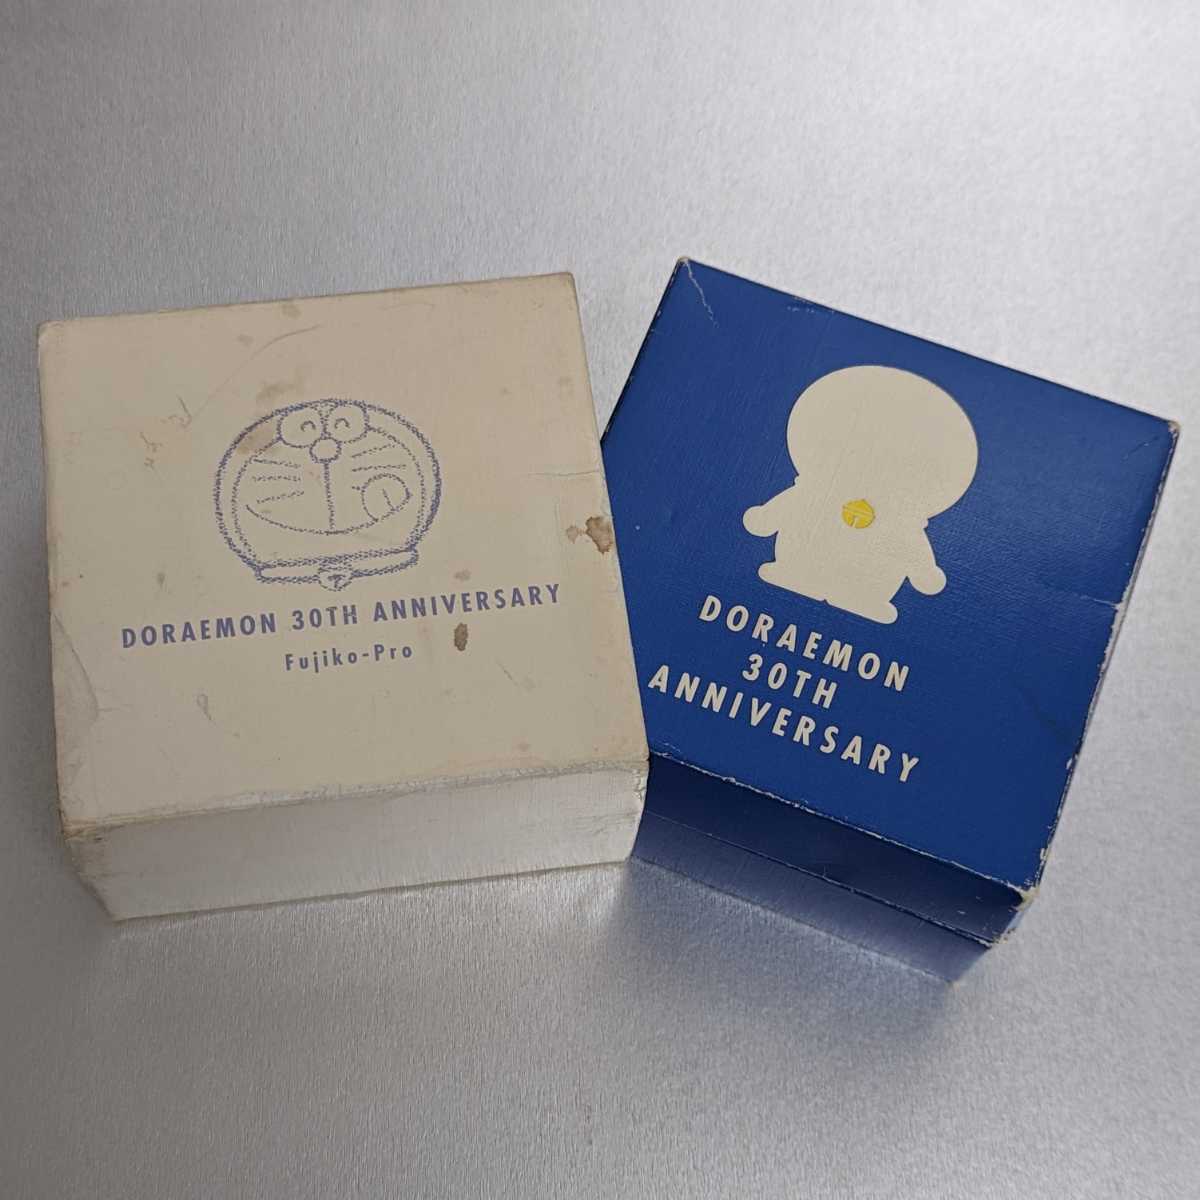 DORAEMON 30TH ANNIVERSARY
Fujiko-Pro
DORAEMON
30TH
ANNIVERSARY